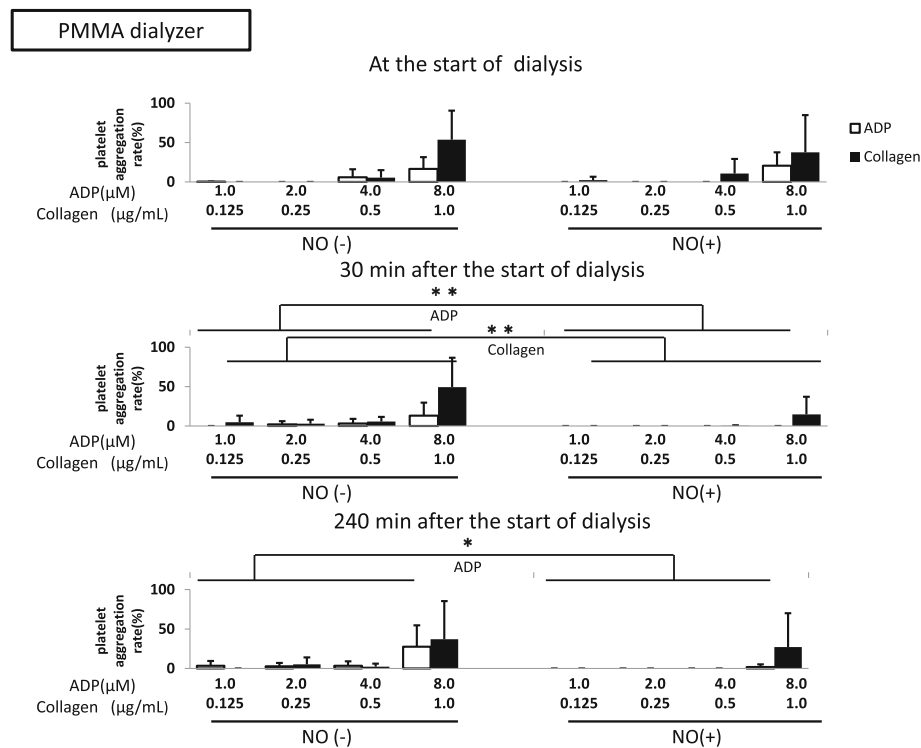 PMMA dialyzer
At the start of dialysis
platelet
aggregation
rate(%)
100
50
0
ADP
Collagen
ADP(μM) 1.0 2.0 4.0 8.0 1.0 2.0 4.0 8.0
Collagen (μg/mL) 0.125 0.25 0.5 1.0 0.125 0.25 0.5 1.0
NO (-) NO(+)
30 min after the start of dialysis
* *
ADP
* *
Collagen
platelet
aggregation
rate(%)
100
50
0
ADP(μM) 1.0 2.0 4.0 8.0 1.0 2.0 4.0 8.0
Collagen (μg/mL) 0.125 0.25 0.5 1.0 0.125 0.25 0.5 1.0
NO (-) NO(+)
240 min after the start of dialysis
*
ADP
platelet
aggregation
rate(%)
100
50
0
ADP(μM) 1.0 2.0 4.0 8.0 1.0 2.0 4.0 8.0
Collagen (μg/mL) 0.125 0.25 0.5 1.0 0.125 0.25 0.5 1.0
NO (-) NO(+)